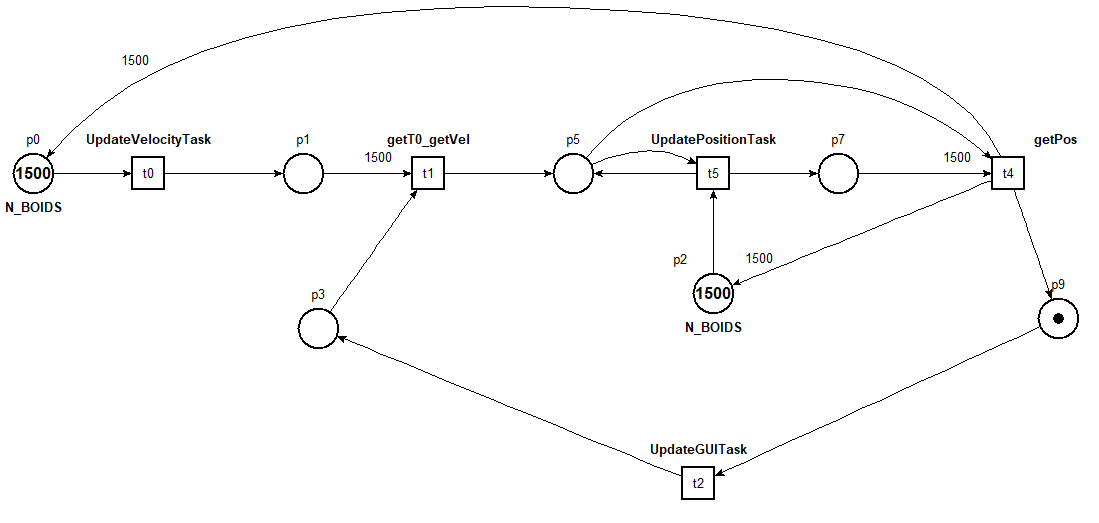 1500
p0
UpdateVelocityTask
p1
getT0_getVel
p5
UpdatePositionTask
p7
getPos
1500
1500
1500
t0
t1
t5
t4
N_BOIDS
p2
1500
1500
N_BOIDS
p3
p9
UpdateGUITask
t2